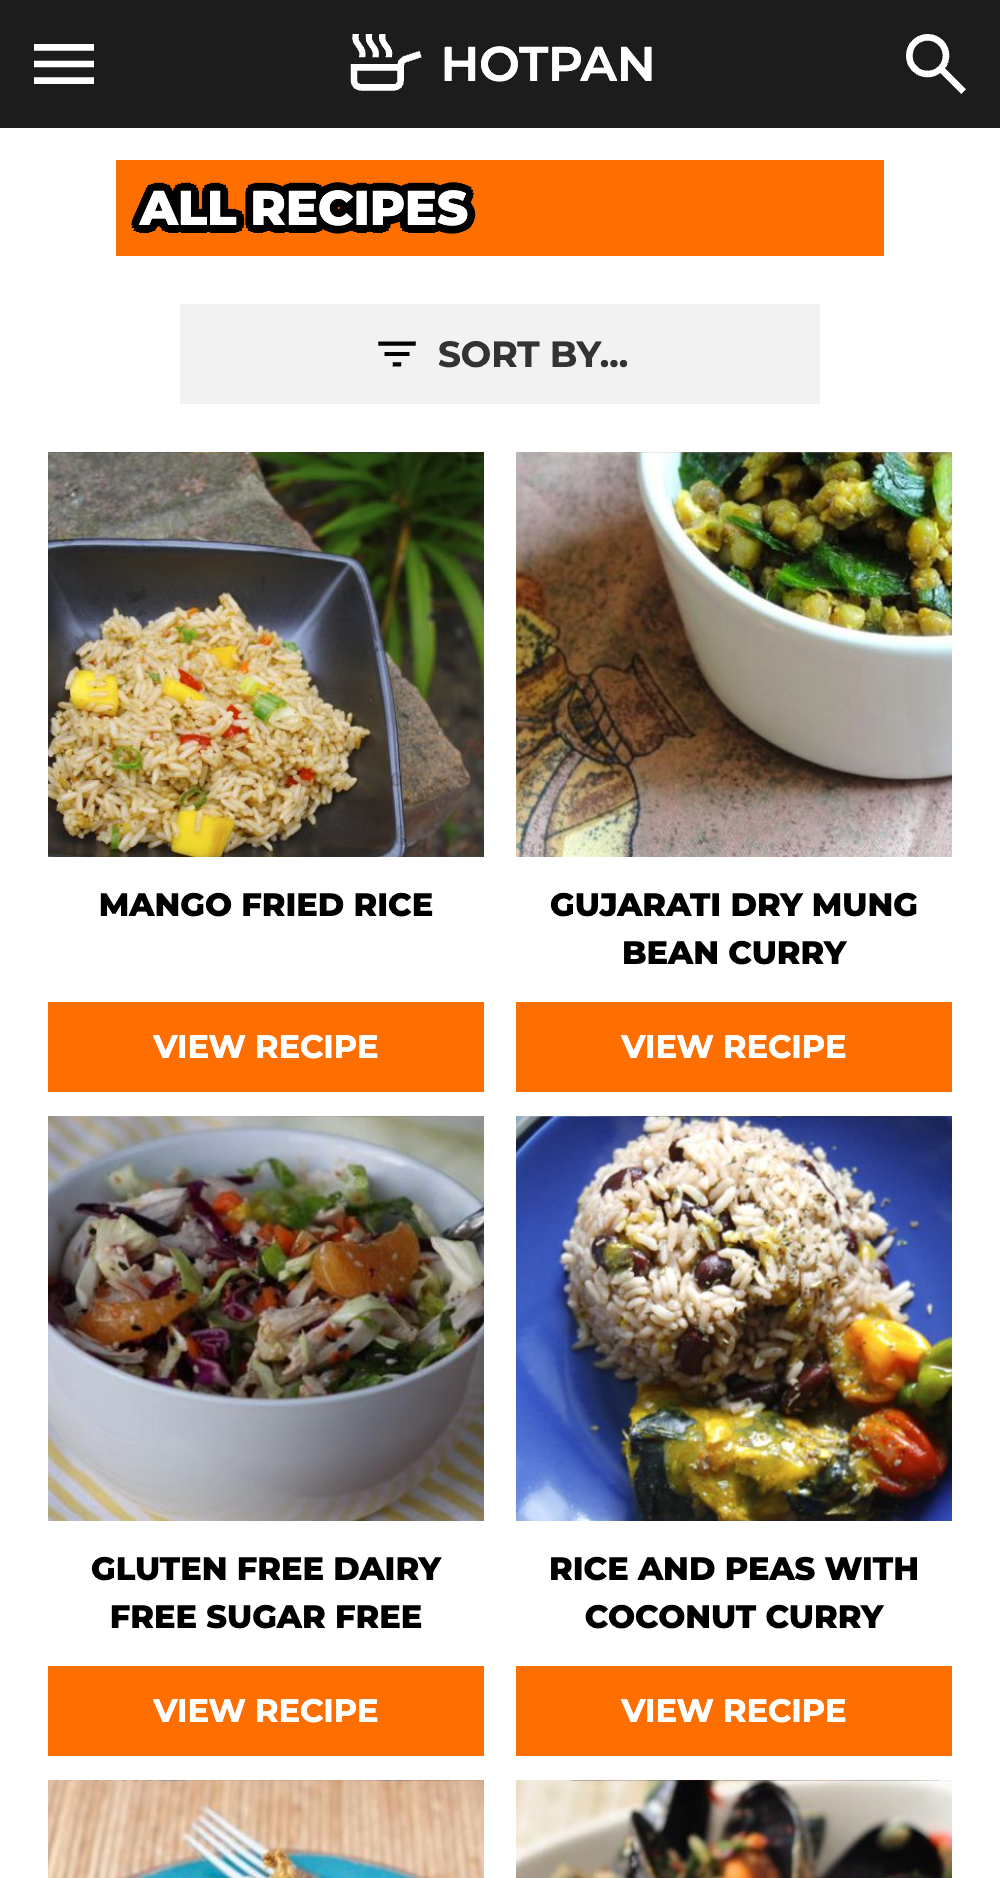 HOTPAN
ALL RECIPES
SORT BY...
MANGO FRIED RICE
GUJARATI DRY MUNG
BEAN CURRY
VIEW RECIPE
VIEW RECIPE
GLUTEN FREE DAIRY
FREE SUGAR FREE
RICE AND PEAS WITH
COCONUT CURRY
VIEW RECIPE
VIEW RECIPE